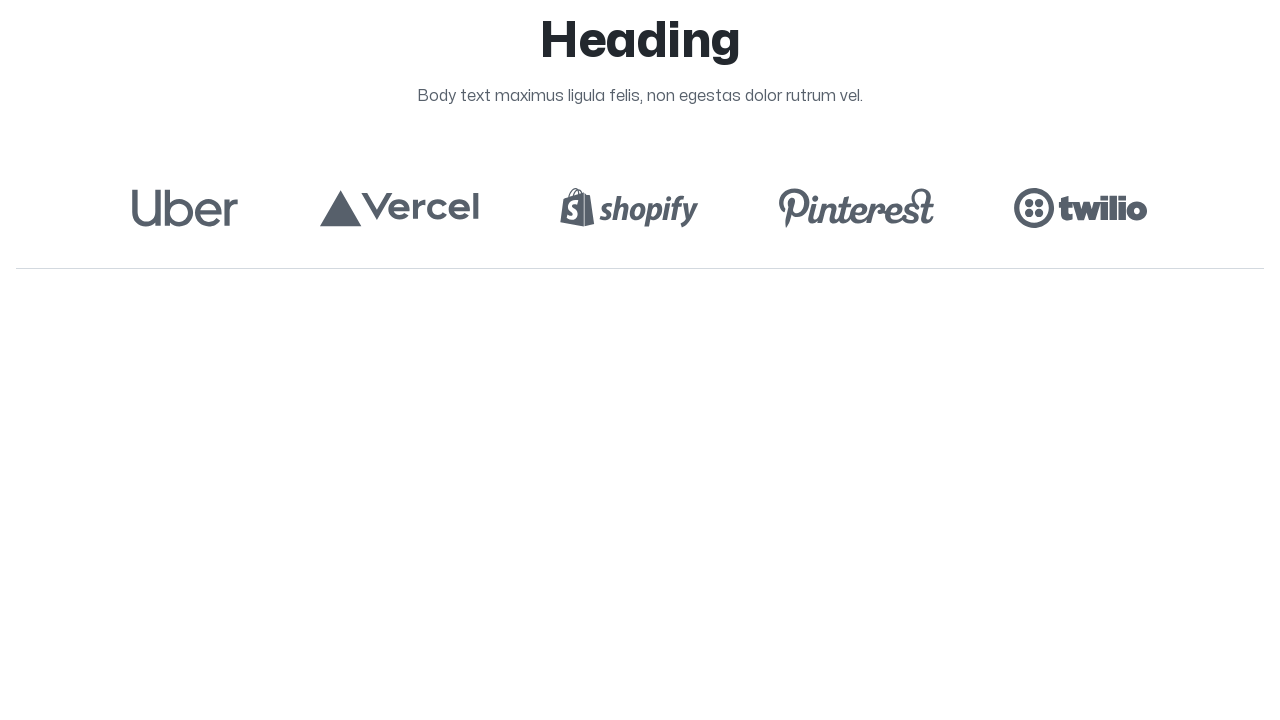 Heading
Body text maximus ligula felis, non egestas dolor rutrum vel.
Uber Vercel shopify Pinterest twilio